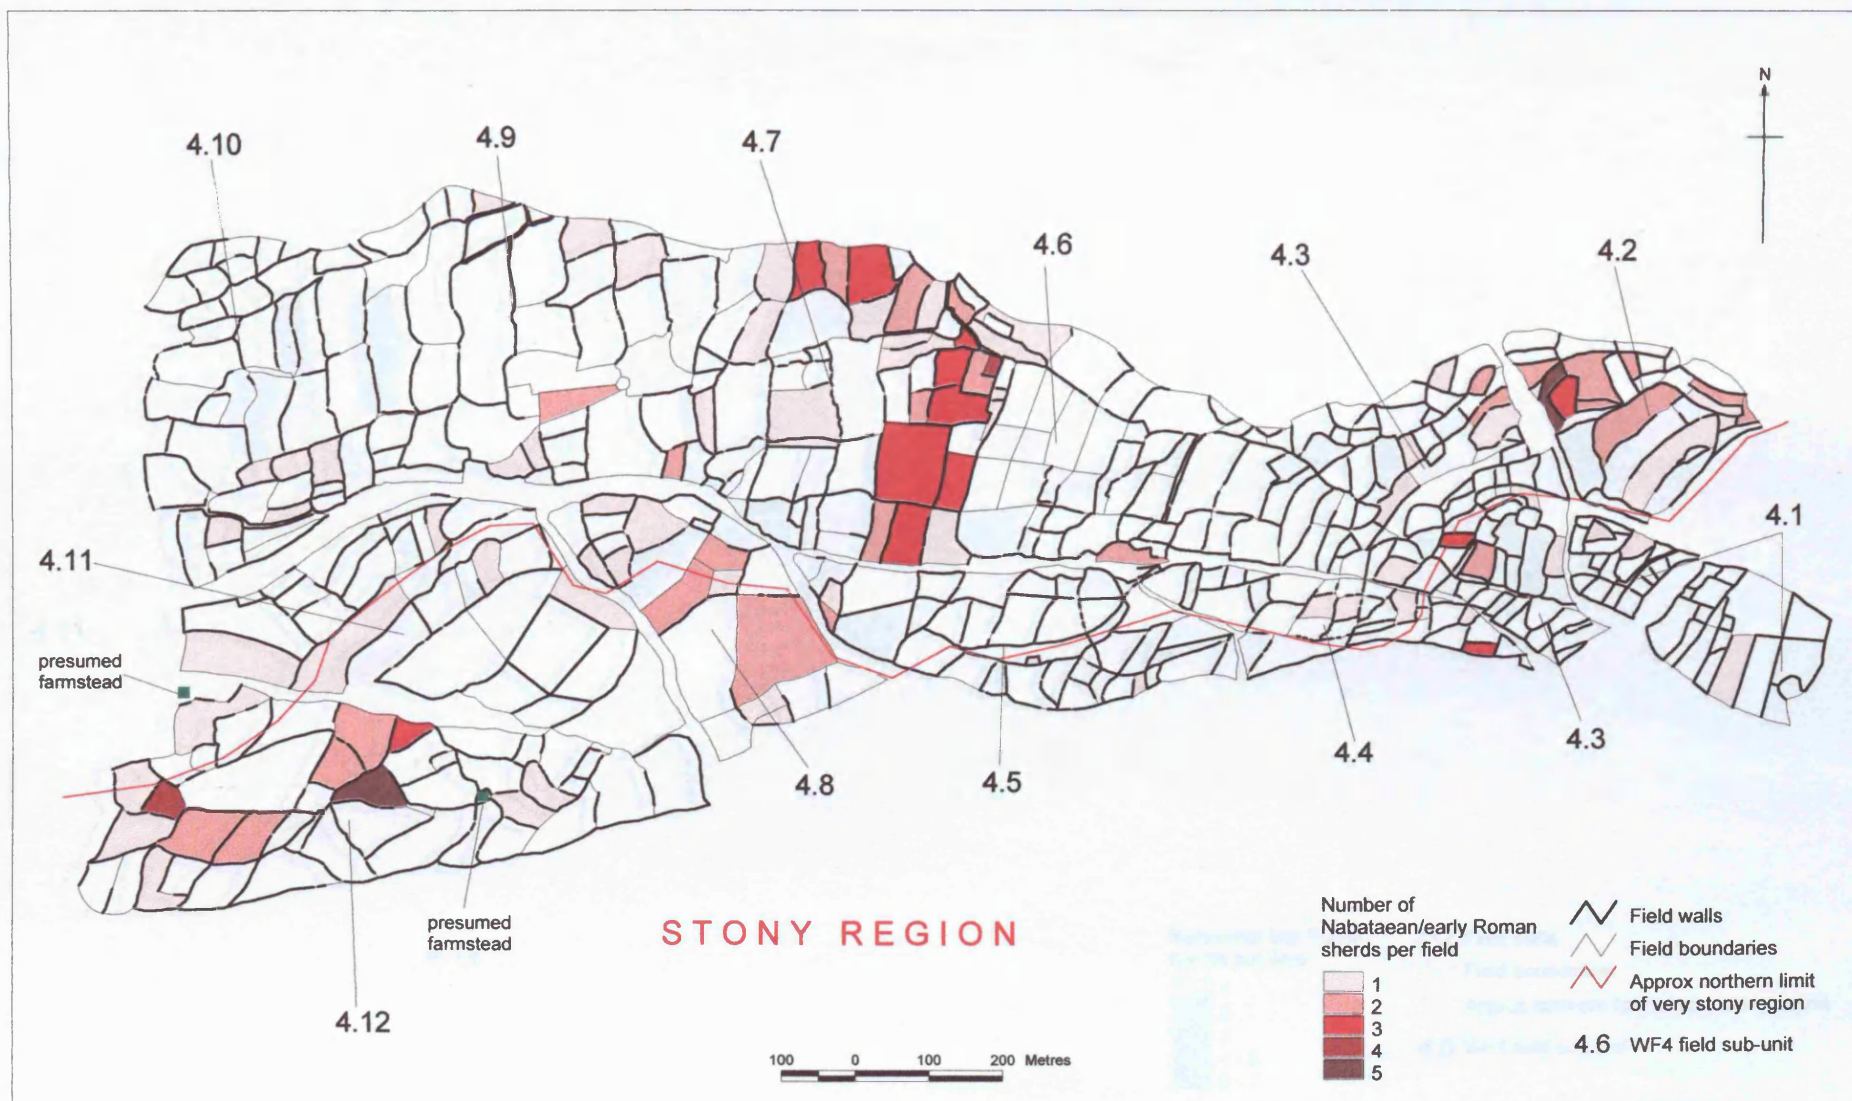 N
4.10
4.9
4.7
4.6
4.3
4.2
4.1
4.11
presumed
farmstead
4.8
4.5
4.4
4.3
presumed
farmstead
4.12
STONY REGION
Number of
Nabataean/early Roman
sherds per field
1
2
3
4
5
Field walls
Field boundaries
Approx northern limit
of very stony region
4.6 WF4 field sub-unit
100 0 100 200 Metres